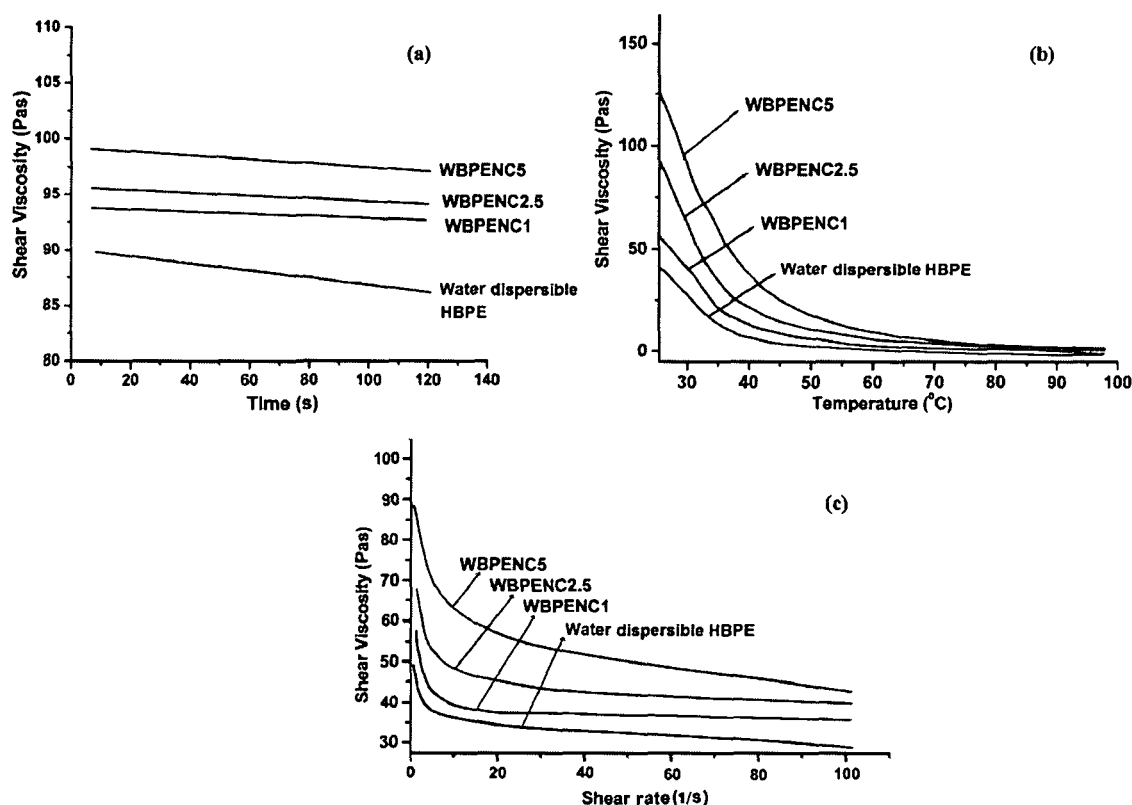 (a)
Shear Viscosity (Pas)
110
105
100
95
90
85
80
WBPENC5
WBPENC2.5
WBPENC1
Water dispersible
HBPE
0 20 40 60 80 100 120 140
Time (s)
(b)
Shear Viscosity (Pas)
150
100
50
0
WBPENC5
WBPENC2.5
WBPENC1
Water dispersible HBPE
30 40 50 60 70 80 90 100
Temperature (°C)
(c)
Shear Viscosity (Pas)
100
90
80
70
60
50
40
30
WBPENC5
WBPENC2.5
WBPENC1
Water dispersible HBPE
0 20 40 60 80 100
Shear rate (1/s)